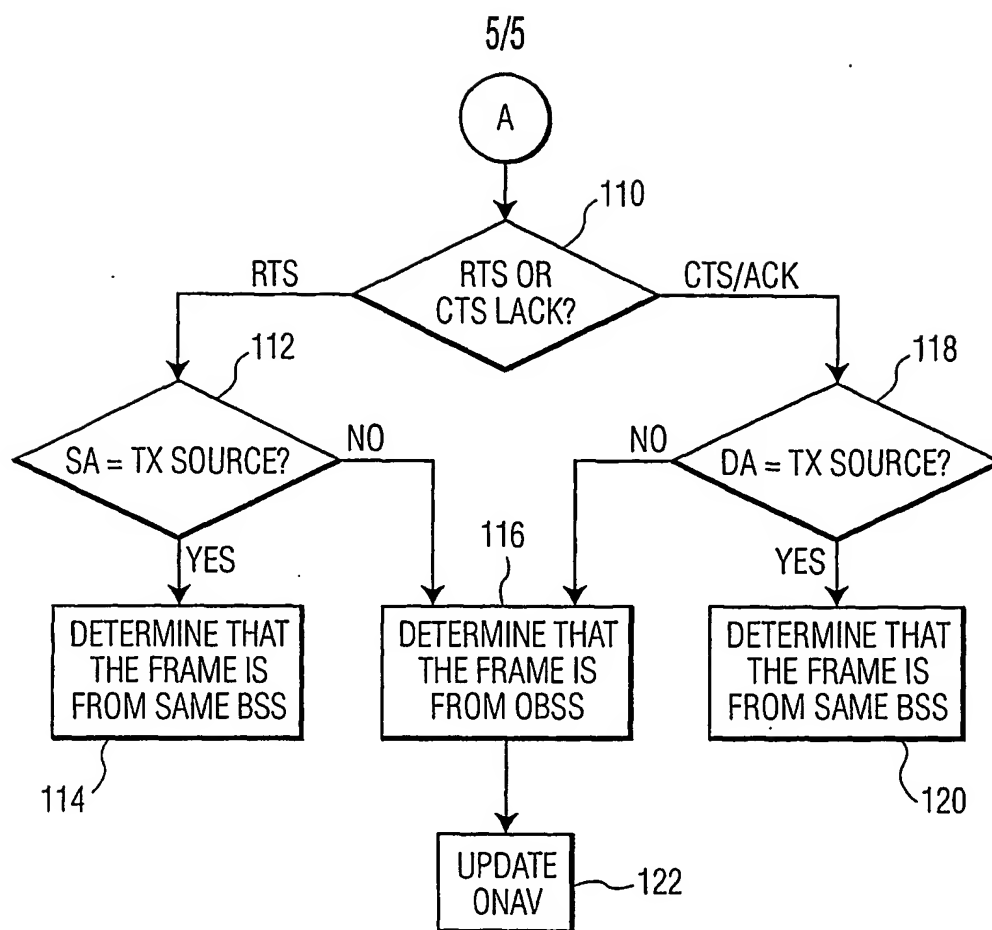 5/5
A
110
RTS OR
CTS LACK?
RTS
CTS/ACK
112
118
SA = TX SOURCE?
NO
NO
DA = TX SOURCE?
YES
116
YES
DETERMINE THAT
THE FRAME IS
FROM SAME BSS
DETERMINE THAT
THE FRAME IS
FROM OBSS
DETERMINE THAT
THE FRAME IS
FROM SAME BSS
114
120
UPDATE
ONAV
122